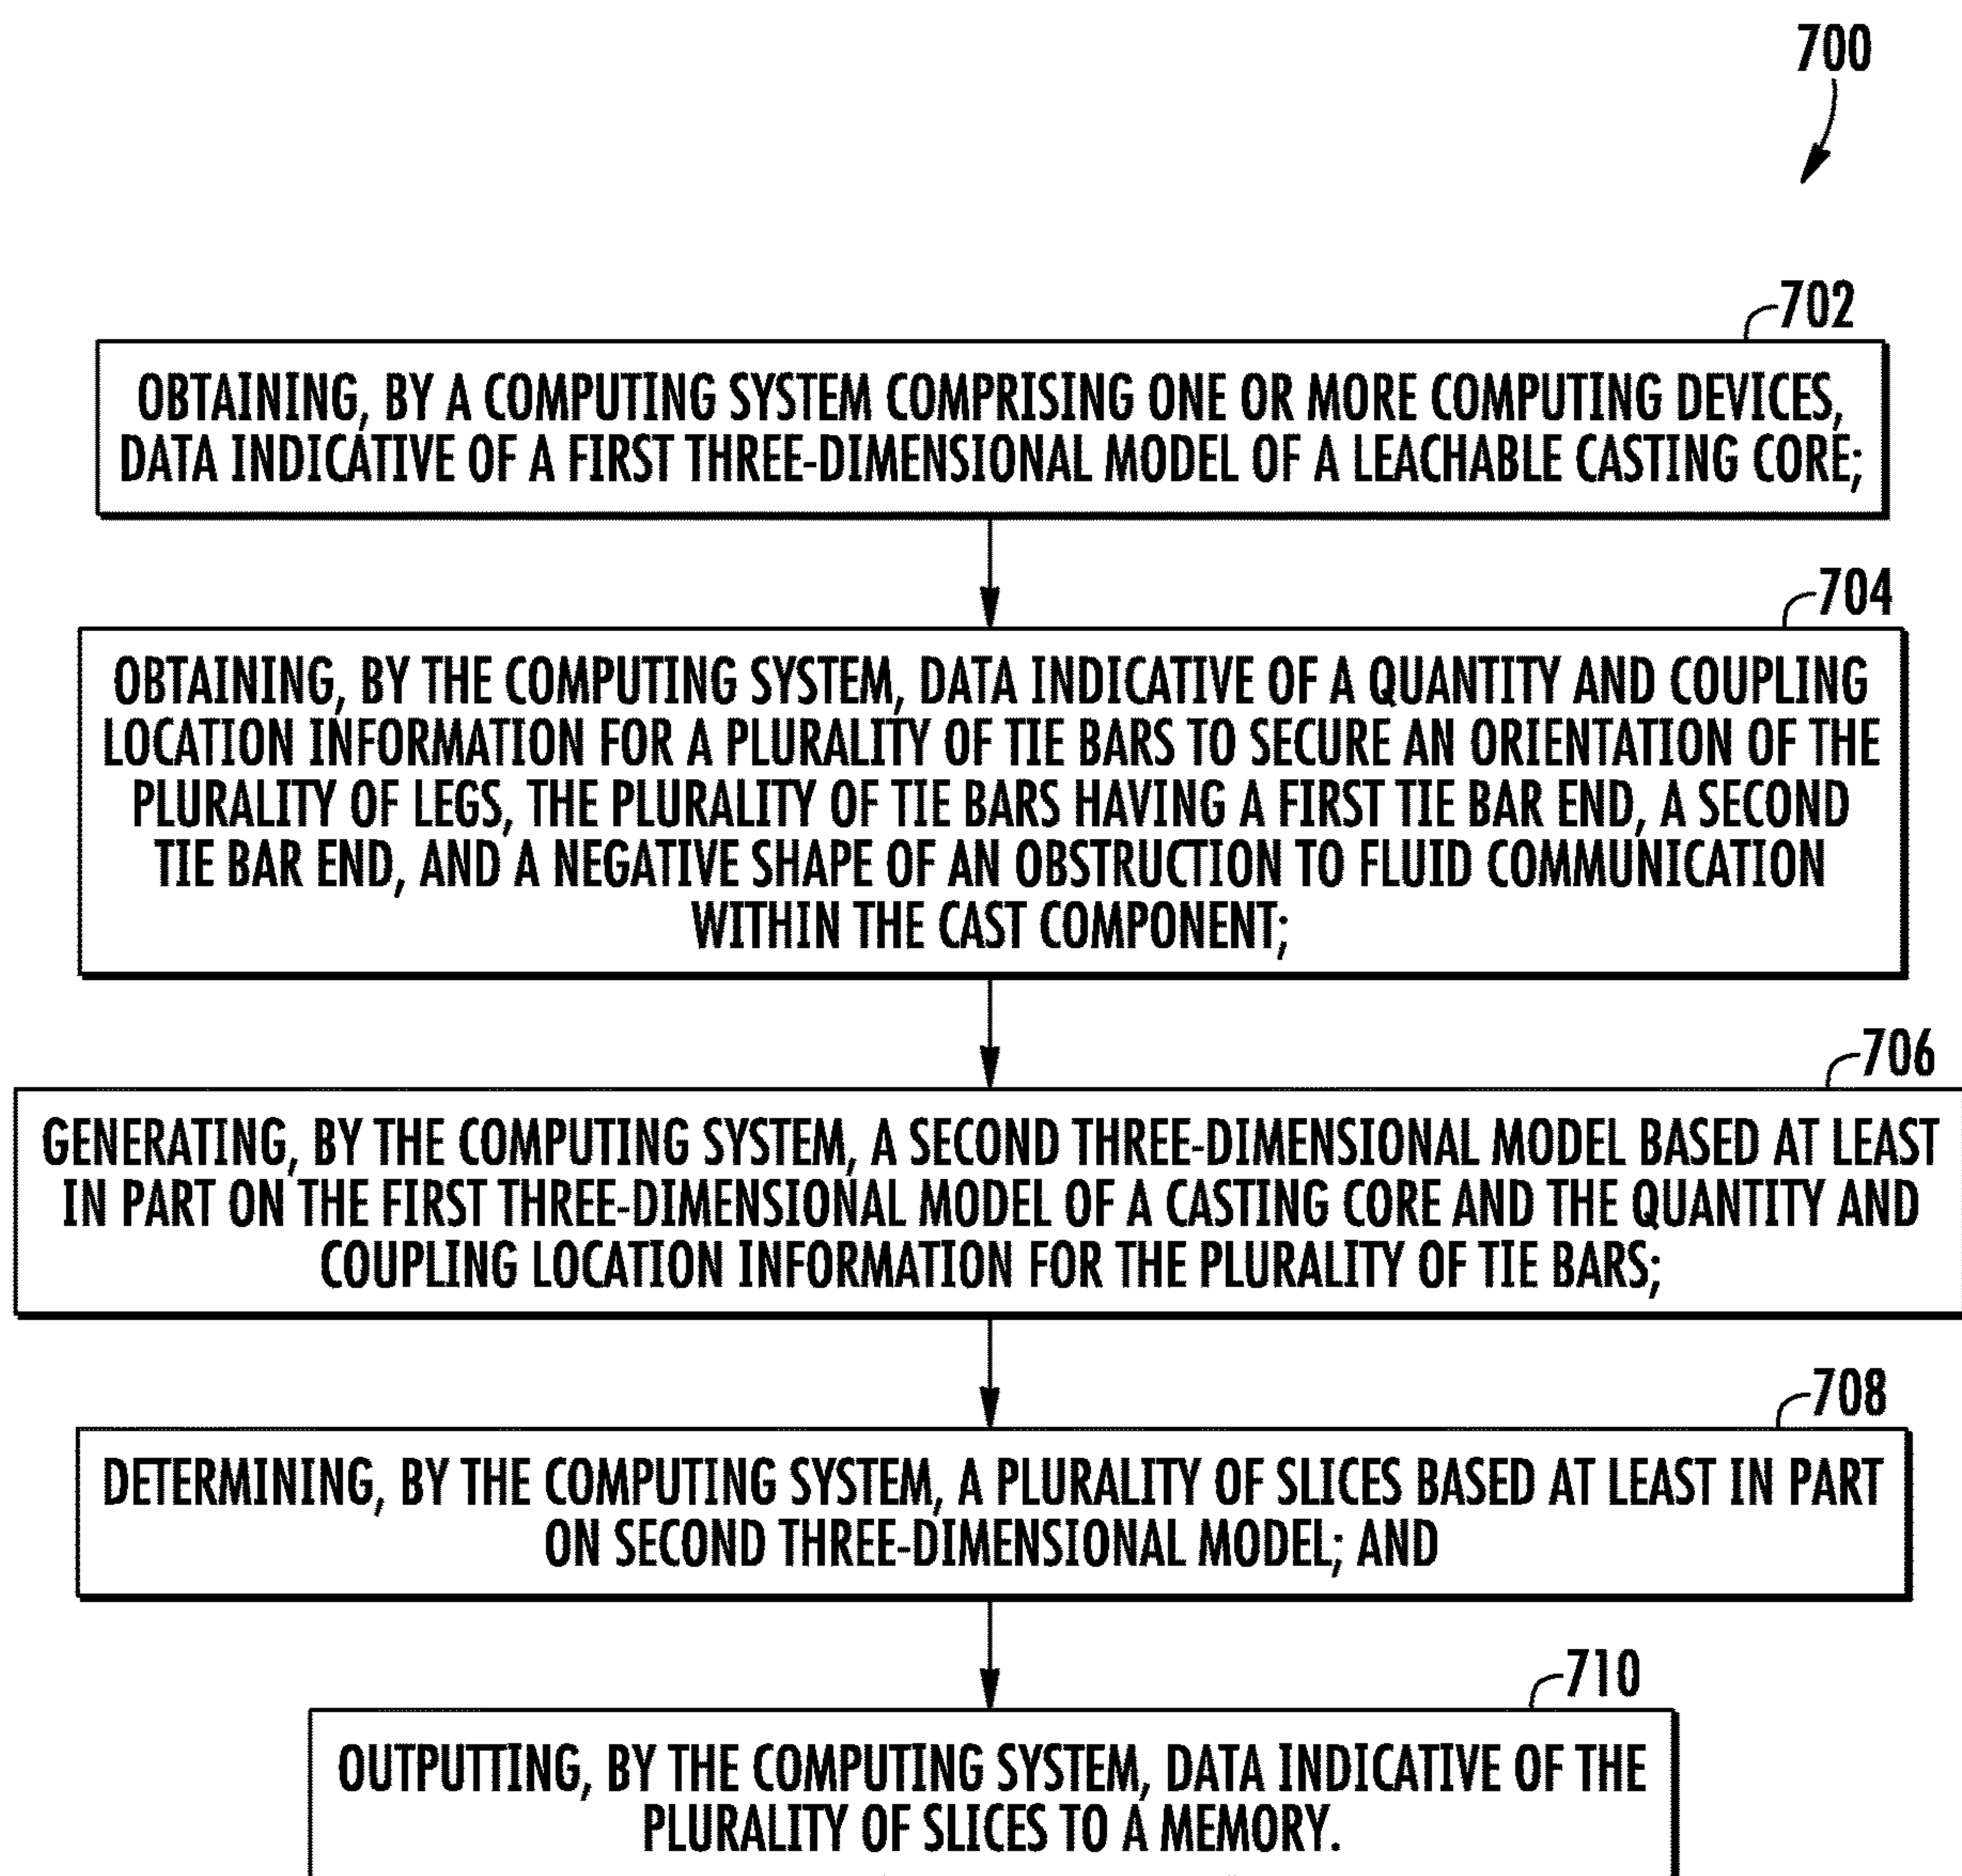 700
702
OBTAINING, BY A COMPUTING SYSTEM COMPRISING ONE OR MORE COMPUTING DEVICES,
DATA INDICATIVE OF A FIRST THREE-DIMENSIONAL MODEL OF A LEACHABLE CASTING CORE;
704
OBTAINING, BY THE COMPUTING SYSTEM, DATA INDICATIVE OF A QUANTITY AND COUPLING
LOCATION INFORMATION FOR A PLURALITY OF TIE BARS TO SECURE AN ORIENTATION OF THE
PLURALITY OF LEGS, THE PLURALITY OF TIE BARS HAVING A FIRST TIE BAR END, A SECOND
TIE BAR END, AND A NEGATIVE SHAPE OF AN OBSTRUCTION TO FLUID COMMUNICATION
WITHIN THE CAST COMPONENT;
706
GENERATING, BY THE COMPUTING SYSTEM, A SECOND THREE-DIMENSIONAL MODEL BASED AT LEAST
IN PART ON THE FIRST THREE-DIMENSIONAL MODEL OF A CASTING CORE AND THE QUANTITY AND
COUPLING LOCATION INFORMATION FOR THE PLURALITY OF TIE BARS;
708
DETERMINING, BY THE COMPUTING SYSTEM, A PLURALITY OF SLICES BASED AT LEAST IN PART
ON SECOND THREE-DIMENSIONAL MODEL; AND
710
OUTPUTTING, BY THE COMPUTING SYSTEM, DATA INDICATIVE OF THE
PLURALITY OF SLICES TO A MEMORY.